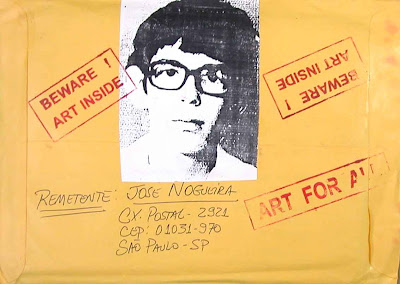 BEWARE !
ART INSIDE
BEWARE !
ART INSIDE
ART FOR ALL
REMETENTE: JOSE NOGUEIRA
CX. POSTAL - 2921
CEP: 01031-970
SÃO PAULO - SP